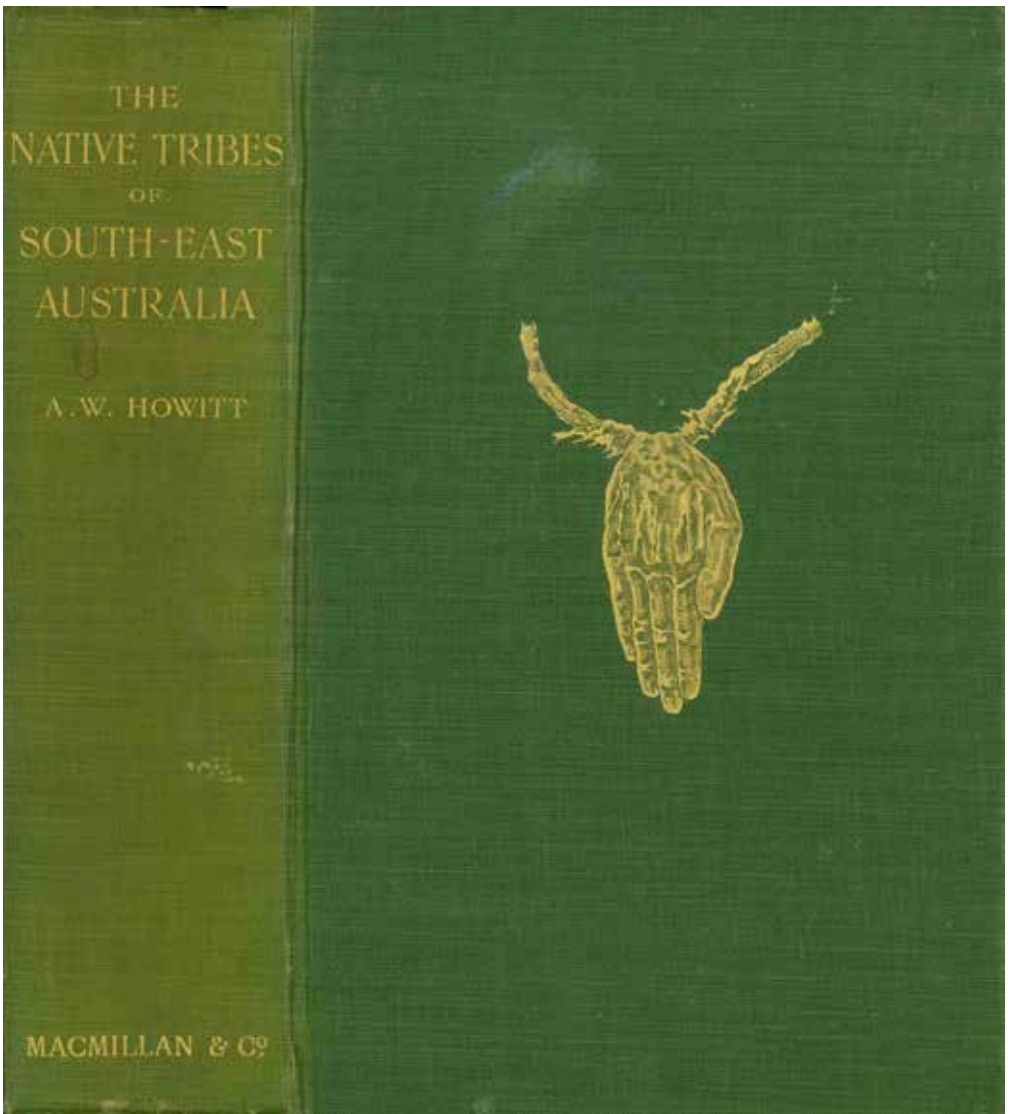 THE
NATIVE TRIBES
OF
SOUTH-EAST
AUSTRALIA
A.W. HOWITT
MACMILLAN & Cº